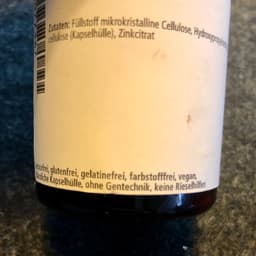 Zutaten: Füllstoff mikrokristalline Cellulose, Hydroxypropylmethyl-
cellulose (Kapselhülle), Zinkcitrat
glutenfrei, gelatinefrei, farbstofffrei, vegan,
Kapselhülle, ohne Gentechnik, keine Rieselhilfen